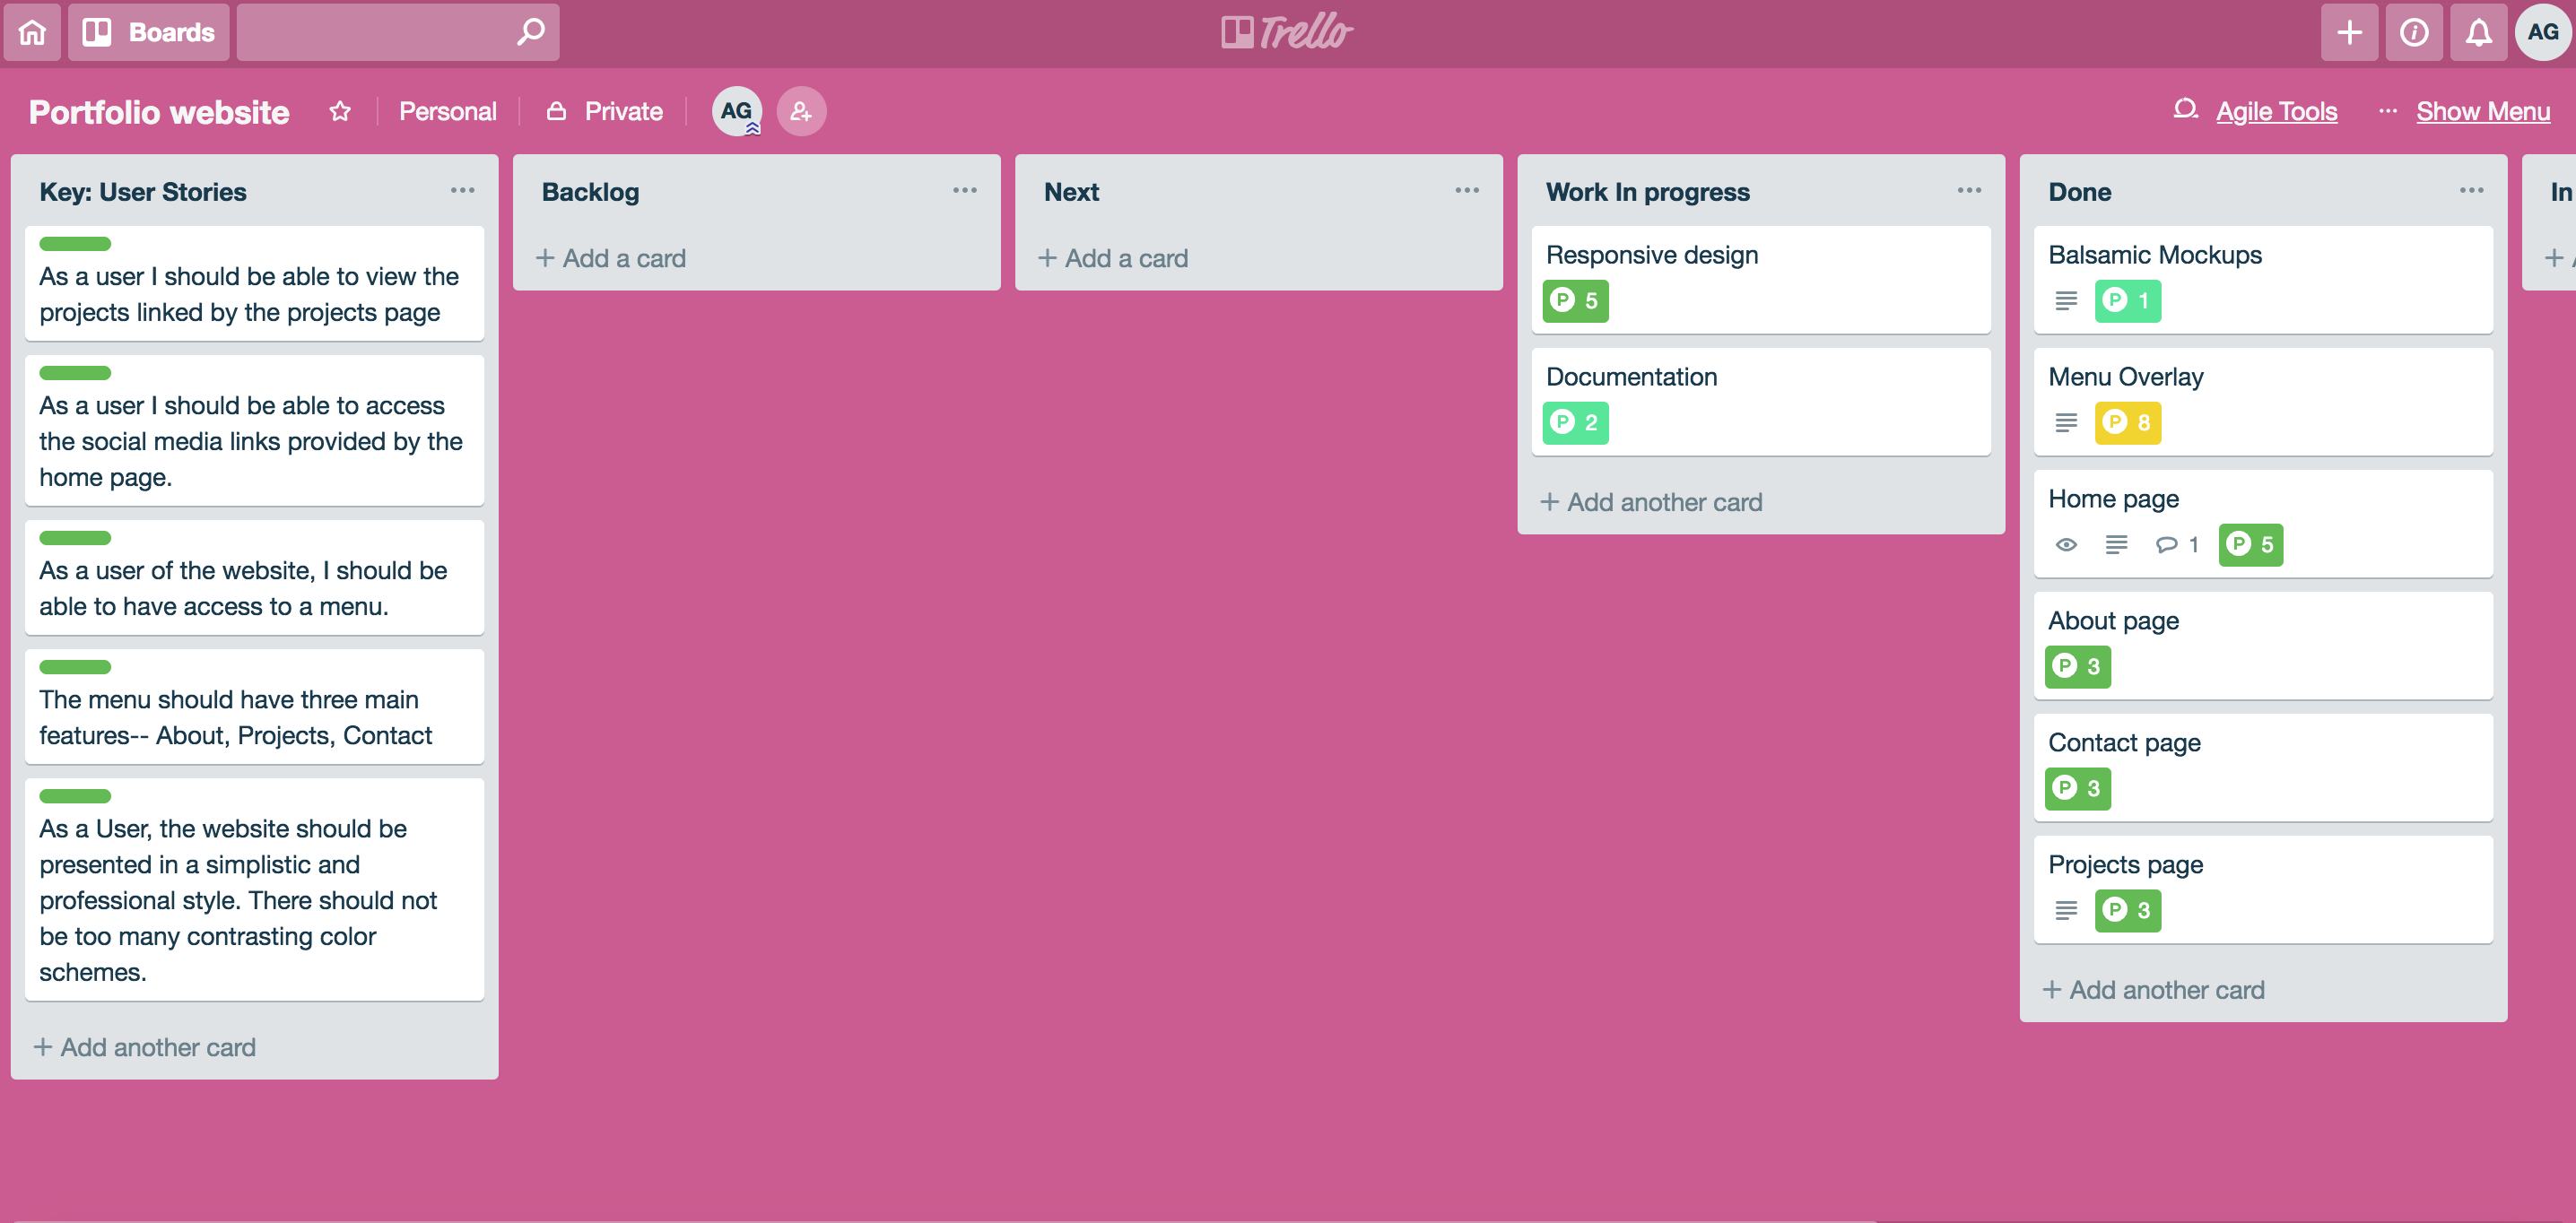 Boards
Trello
AG
Portfolio website
Personal
Private
AG
Agile Tools
Show Menu
Key: User Stories
As a user I should be able to view the
projects linked by the projects page
As a user I should be able to access
the social media links provided by the
home page.
As a user of the website, I should be
able to have access to a menu.
The menu should have three main
features-- About, Projects, Contact
As a User, the website should be
presented in a simplistic and
professional style. There should not
be too many contrasting color
schemes.
+ Add another card
Backlog
+ Add a card
Next
+ Add a card
Work In progress
Responsive design
P 5
Documentation
P 2
+ Add another card
Done
Balsamic Mockups
P 1
Menu Overlay
P 8
Home page
1 P 5
About page
P 3
Contact page
P 3
Projects page
P 3
+ Add another card
In